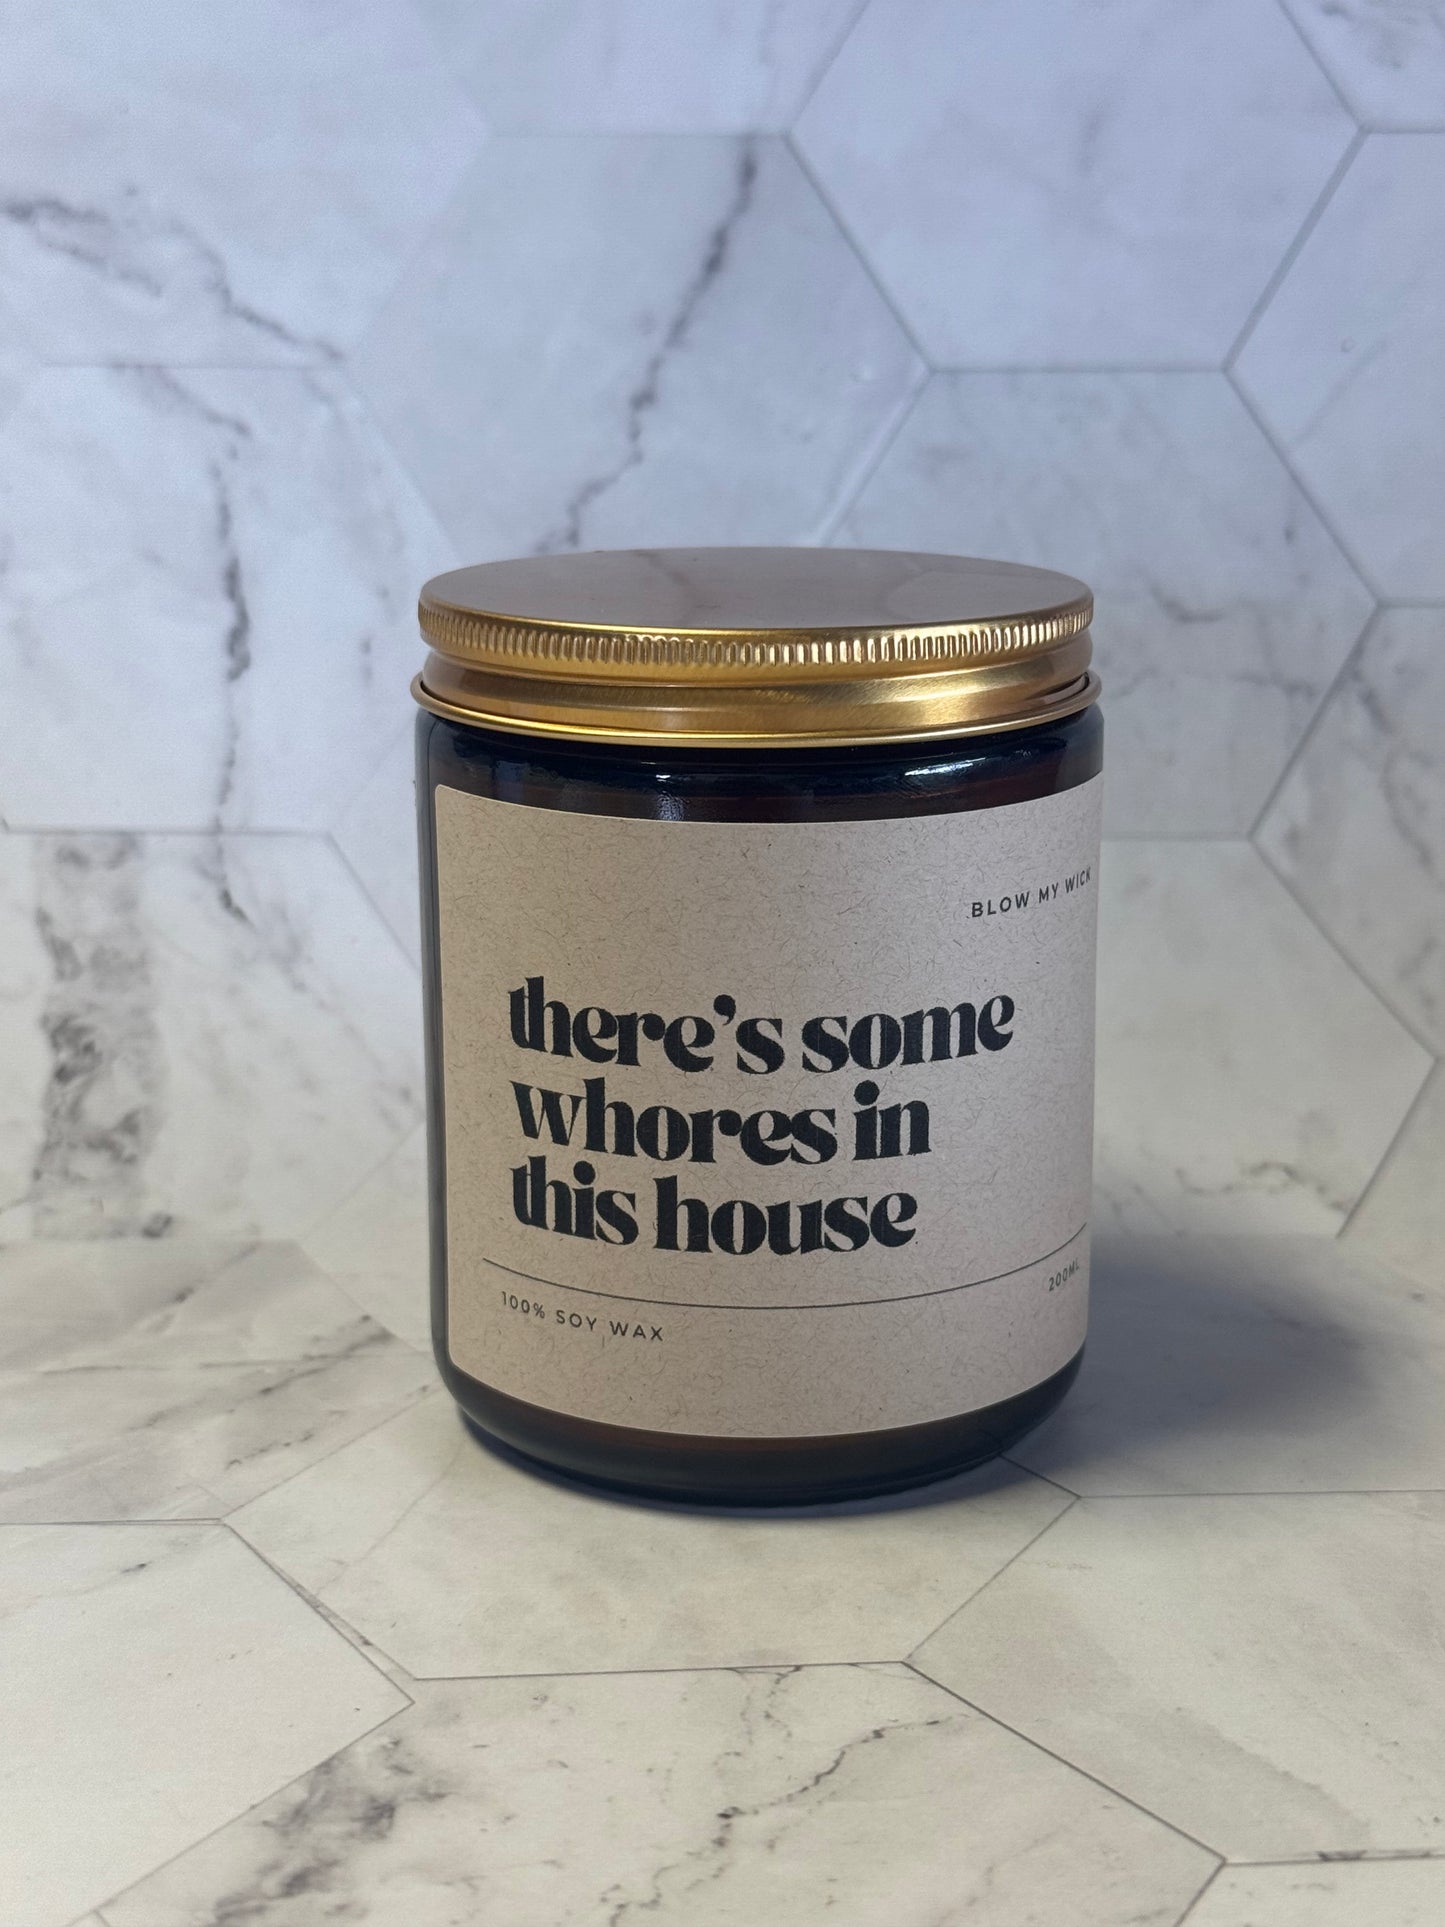 BLOW MY WICK
there's some
whores in
this house
100% SOY WAX
200ML